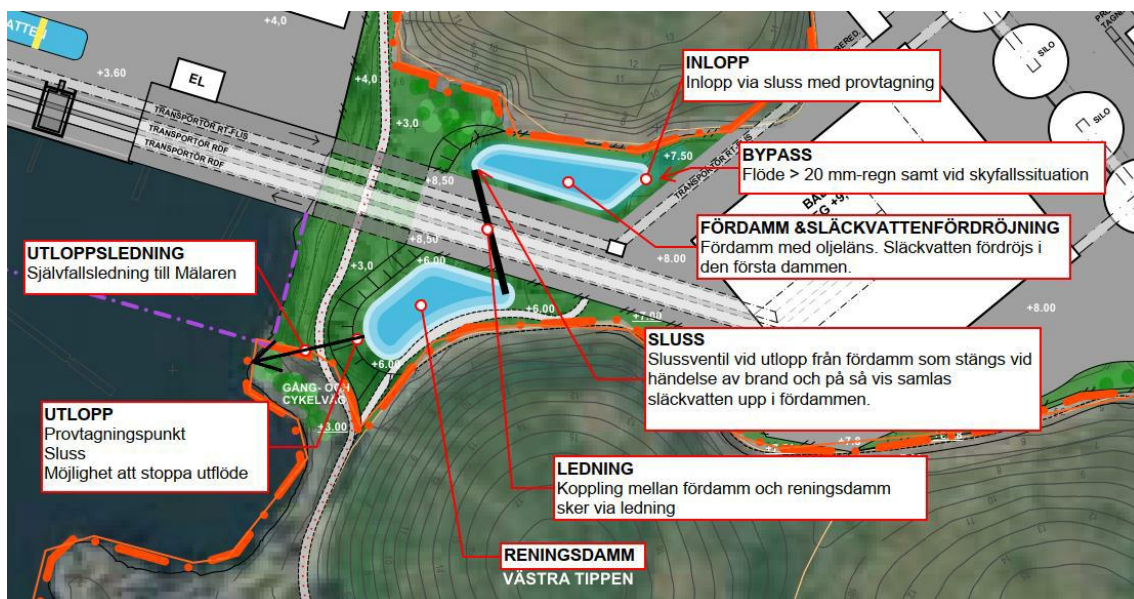 +4,0
ATTEN
+3.60
EL
+4,0
+3,0
TRANSPORTÖR RT-FLIS
TRANSPORTÖR RDF
TRANSPORTÖR RDF
INLOPP
Inlopp via sluss med provtagning
SILO
SILO
+7.50
TRANSPORTÖR RT-FLIS
BYPASS
Flöde > 20 mm-regn samt vid skyfallssituation
+8,50
FÖRDAMM &SLÄCKVATTENFÖRDRÖJNING
Fördamm med oljeläns. Släckvatten fördröjs i
den första dammen.
UTLOPPSLEDNING
Självfallsledning till Mälaren
+8,50
+3,0
+6.00
+8.00
+6.00
+7.00
+8.00
SLUSS
Slussventil vid utlopp från fördamm som stängs vid
händelse av brand och på så vis samlas
släckvatten upp i fördammen.
+6.00
GÅNG- OCH
CYKELVÄG
+3.00
UTLOPP
Provtagningspunkt
Sluss
Möjlighet att stoppa utflöde
LEDNING
Koppling mellan fördamm och reningsdamm
sker via ledning
RENINGSDAMM
VÄSTRA TIPPEN